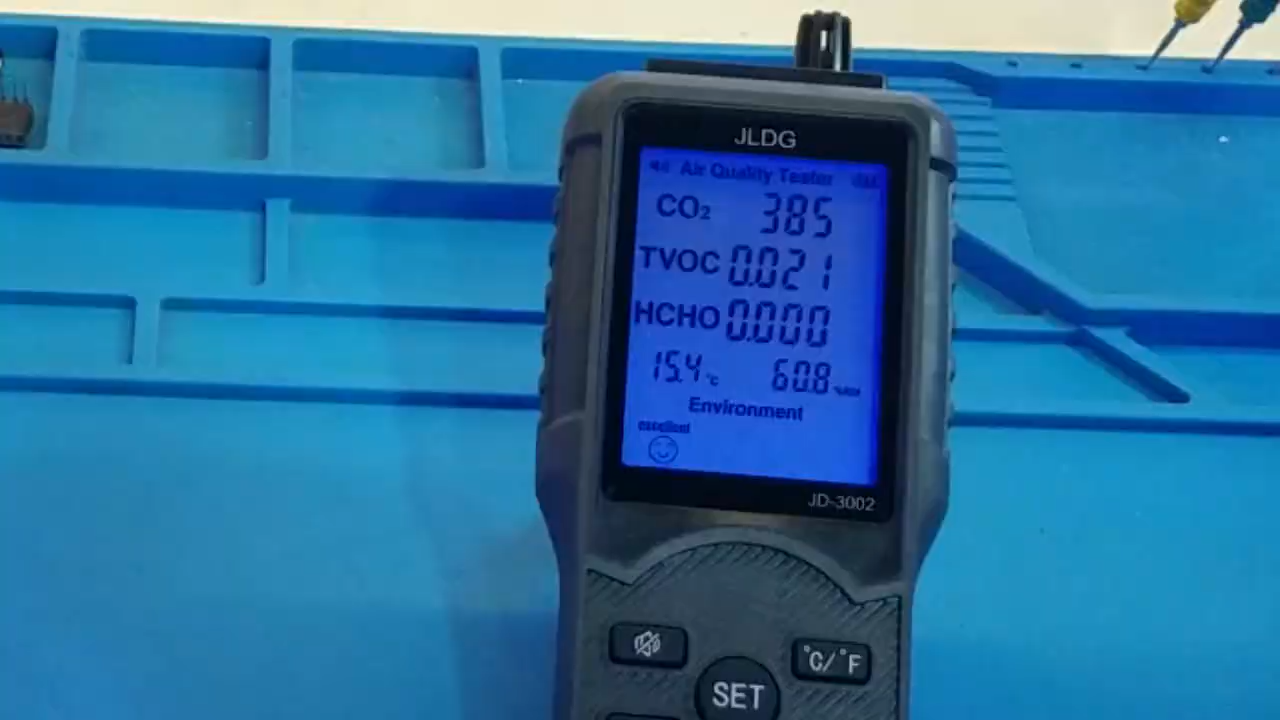 JLDG
Air Quality Tester
CO₂ 385
TVOC 0.021
HCHO 0.000
15.4 °C 60.8 %RH
Environment
excellent
JD-3002
°C/°F
SET